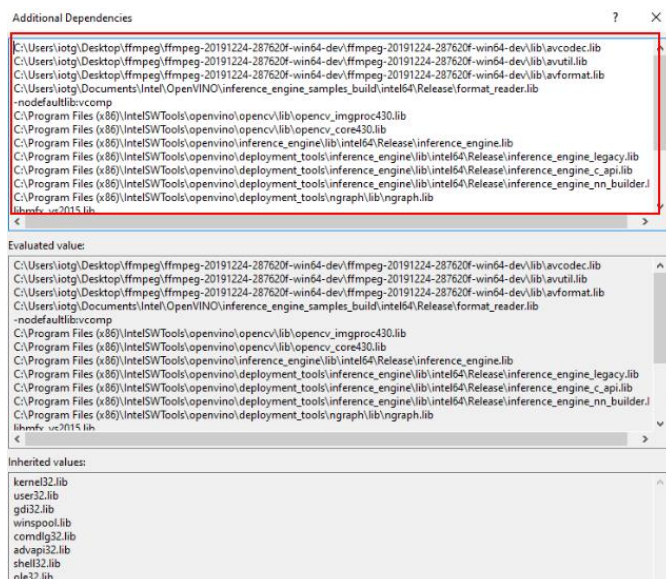 Additional Dependencies
? ×
C:\Users\iotg\Desktop\ffmpeg\ffmpeg-20191224-287620f-win64-dev\ffmpeg-20191224-287620f-win64-dev\lib\avcodec.lib
C:\Users\iotg\Desktop\ffmpeg\ffmpeg-20191224-287620f-win64-dev\ffmpeg-20191224-287620f-win64-dev\lib\avutil.lib
C:\Users\iotg\Desktop\ffmpeg\ffmpeg-20191224-287620f-win64-dev\ffmpeg-20191224-287620f-win64-dev\lib\avformat.lib
C:\Users\iotg\Documents\Intel\OpenVINO\inference_engine_samples_build\intel64\Release\format_reader.lib
-nodefaultlib:vcomp
C:\Program Files (x86)\IntelSWTools\openvino\opencv\lib\opencv_imgproc430.lib
C:\Program Files (x86)\IntelSWTools\openvino\opencv\lib\opencv_core430.lib
C:\Program Files (x86)\IntelSWTools\openvino\inference_engine\lib\intel64\Release\inference_engine.lib
C:\Program Files (x86)\IntelSWTools\openvino\deployment_tools\inference_engine\lib\intel64\Release\inference_engine_legacy.lib
C:\Program Files (x86)\IntelSWTools\openvino\deployment_tools\inference_engine\lib\intel64\Release\inference_engine_c_api.lib
C:\Program Files (x86)\IntelSWTools\openvino\deployment_tools\inference_engine\lib\intel64\Release\inference_engine_nn_builder.l
C:\Program Files (x86)\IntelSWTools\openvino\deployment_tools\ngraph\lib\ngraph.lib
libmfx_vs2015.lib
Evaluated value:
C:\Users\iotg\Desktop\ffmpeg\ffmpeg-20191224-287620f-win64-dev\ffmpeg-20191224-287620f-win64-dev\lib\avcodec.lib
C:\Users\iotg\Desktop\ffmpeg\ffmpeg-20191224-287620f-win64-dev\ffmpeg-20191224-287620f-win64-dev\lib\avutil.lib
C:\Users\iotg\Desktop\ffmpeg\ffmpeg-20191224-287620f-win64-dev\ffmpeg-20191224-287620f-win64-dev\lib\avformat.lib
C:\Users\iotg\Documents\Intel\OpenVINO\inference_engine_samples_build\intel64\Release\format_reader.lib
-nodefaultlib:vcomp
C:\Program Files (x86)\IntelSWTools\openvino\opencv\lib\opencv_imgproc430.lib
C:\Program Files (x86)\IntelSWTools\openvino\opencv\lib\opencv_core430.lib
C:\Program Files (x86)\IntelSWTools\openvino\inference_engine\lib\intel64\Release\inference_engine.lib
C:\Program Files (x86)\IntelSWTools\openvino\deployment_tools\inference_engine\lib\intel64\Release\inference_engine_legacy.lib
C:\Program Files (x86)\IntelSWTools\openvino\deployment_tools\inference_engine\lib\intel64\Release\inference_engine_c_api.lib
C:\Program Files (x86)\IntelSWTools\openvino\deployment_tools\inference_engine\lib\intel64\Release\inference_engine_nn_builder.l
C:\Program Files (x86)\IntelSWTools\openvino\deployment_tools\ngraph\lib\ngraph.lib
libmfx_vs2015.lib
Inherited values:
kernel32.lib
user32.lib
gdi32.lib
winspool.lib
comdlg32.lib
advapi32.lib
shell32.lib
ole32.lib